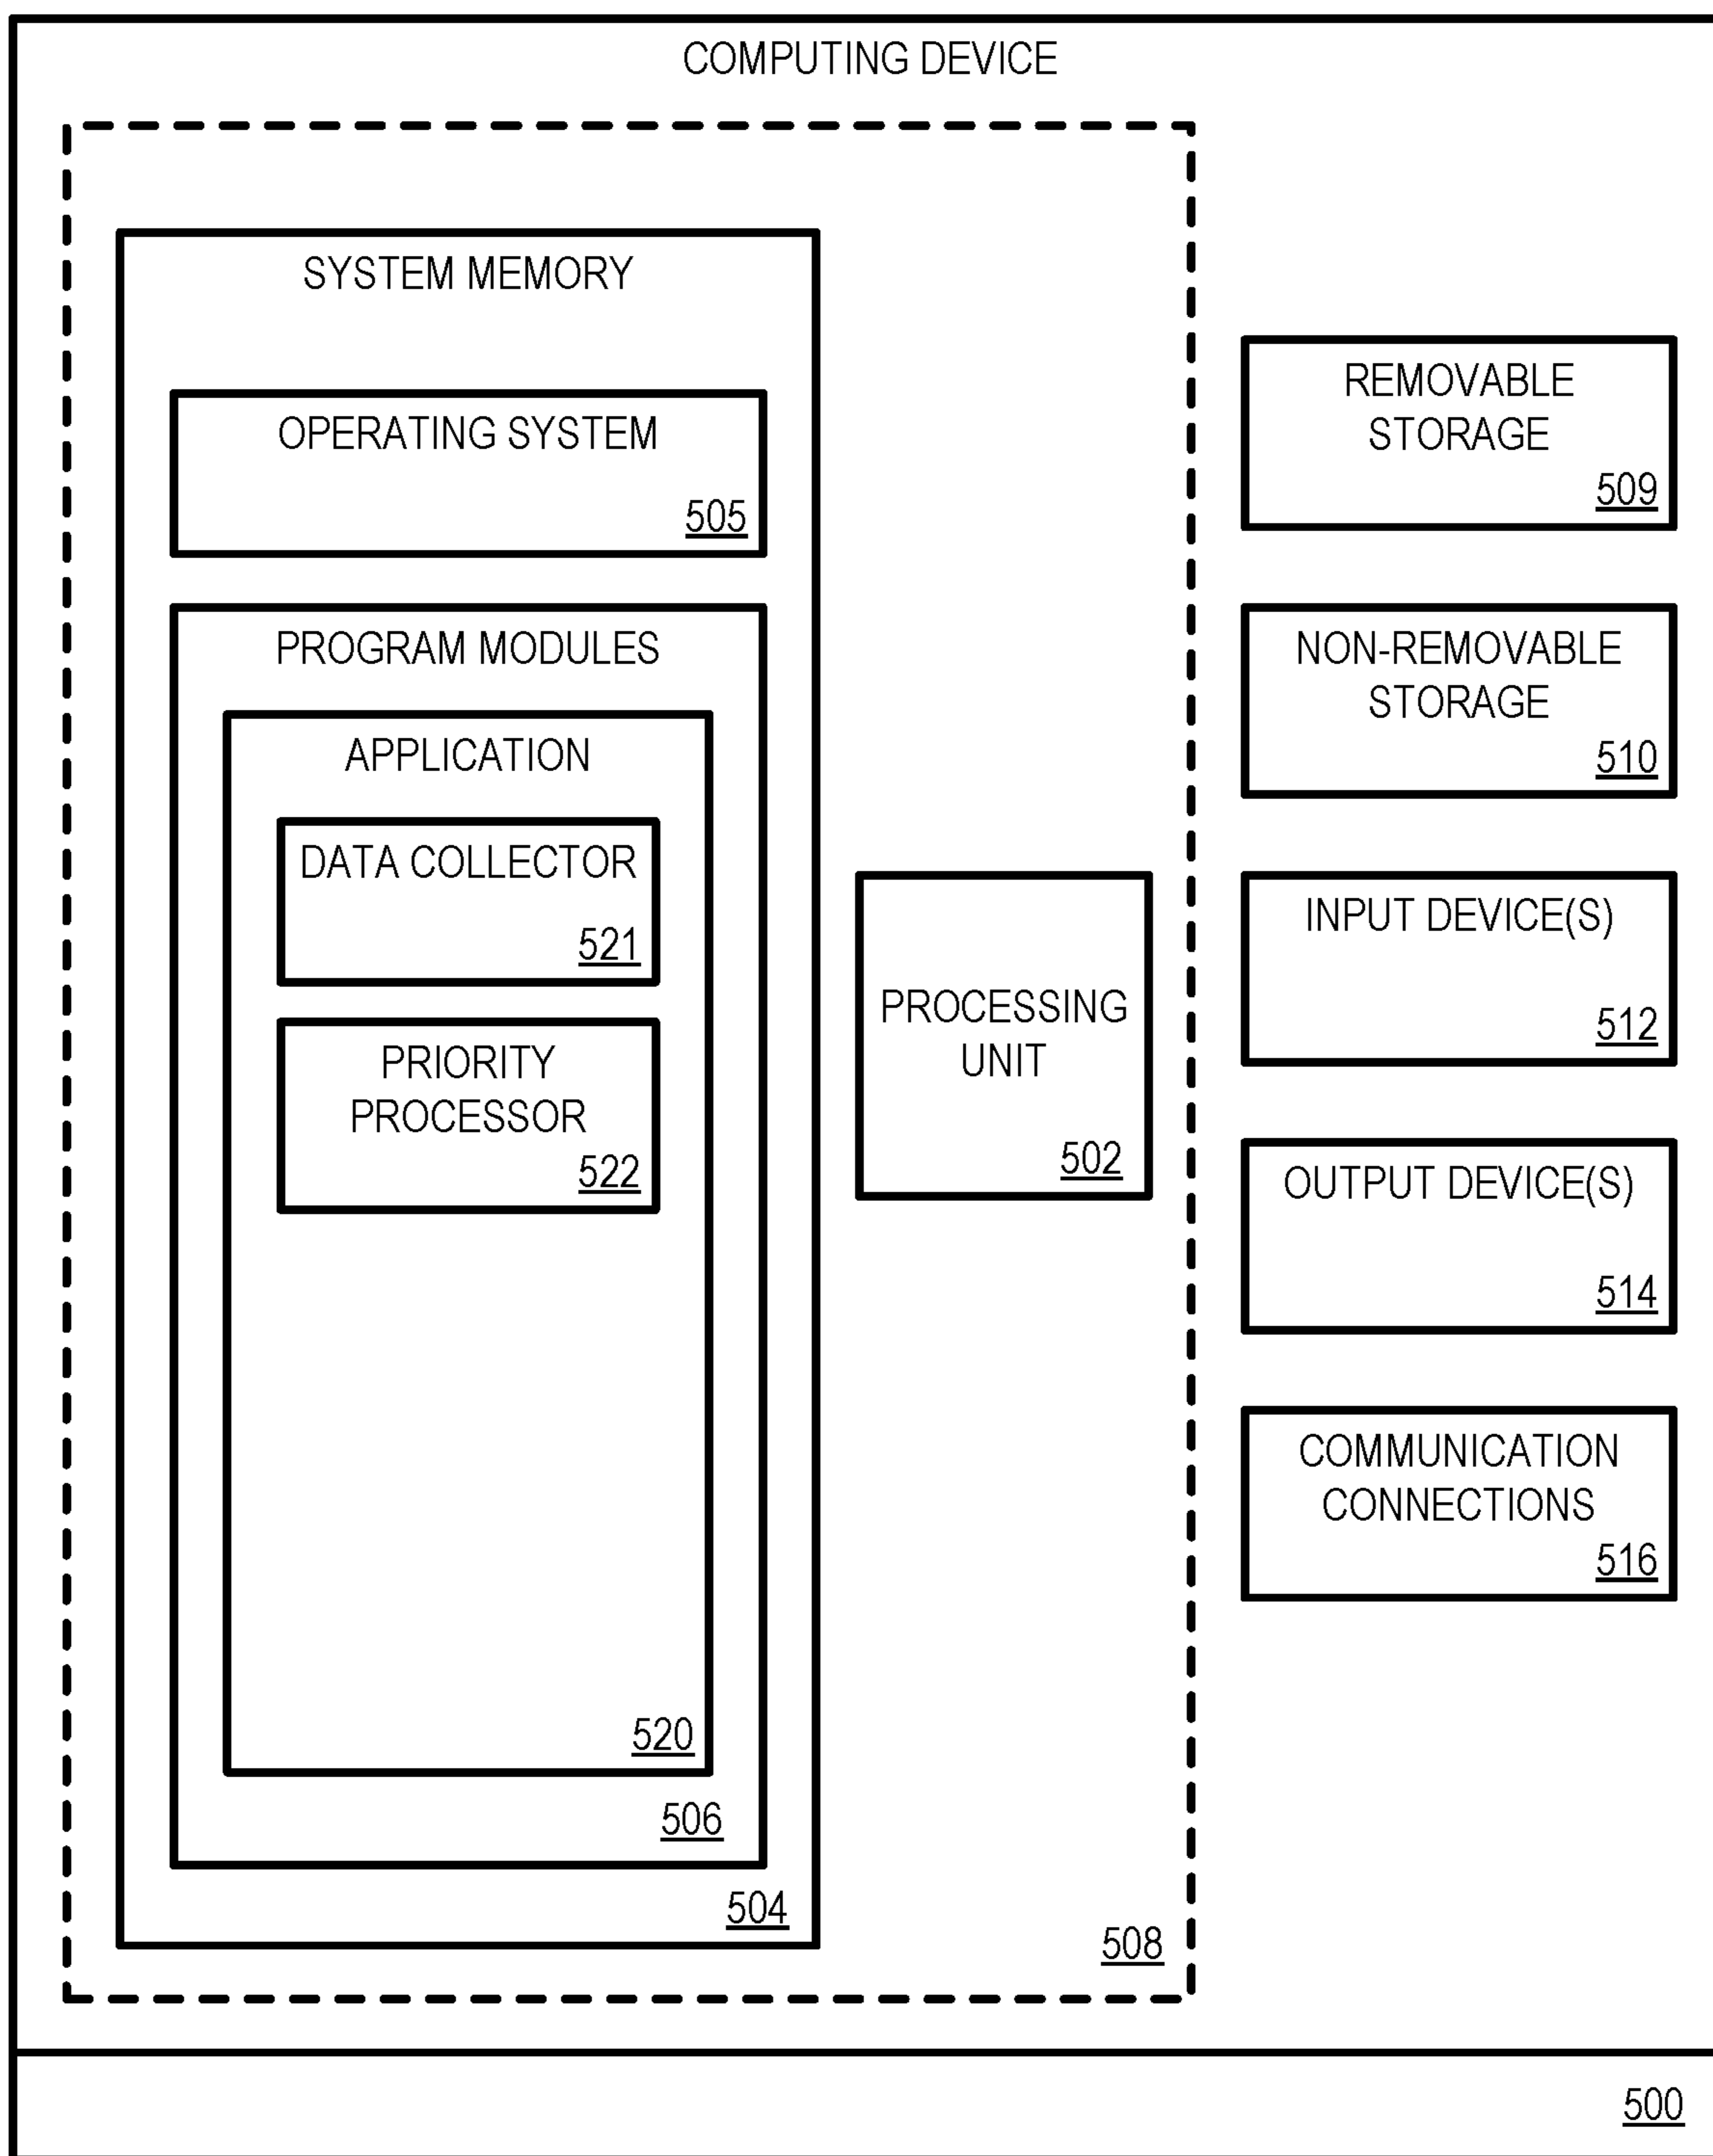 COMPUTING DEVICE
SYSTEM MEMORY
OPERATING SYSTEM
505
PROGRAM MODULES
APPLICATION
DATA COLLECTOR
521
PRIORITY
PROCESSOR
522
520
506
504
PROCESSING
UNIT
502
508
REMOVABLE
STORAGE
509
NON-REMOVABLE
STORAGE
510
INPUT DEVICE(S)
512
OUTPUT DEVICE(S)
514
COMMUNICATION
CONNECTIONS
516
500